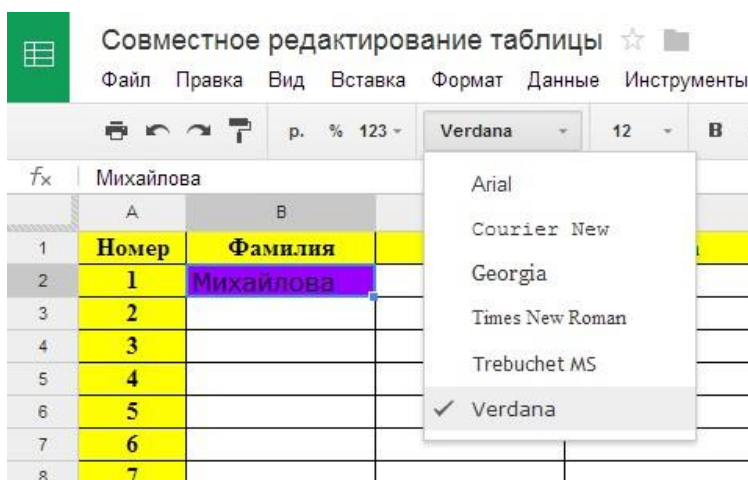 Совместное редактирование таблицы
Файл Правка Вид Вставка Формат Данные Инструменты
р. % 123 Verdana 12 B
fx Михайлова
A B
1 Номер Фамилия
2 1 Михайлова
3 2
4 3
5 4
6 5
7 6
8 7
Arial
Courier New
Georgia
Times New Roman
Trebuchet MS
Verdana